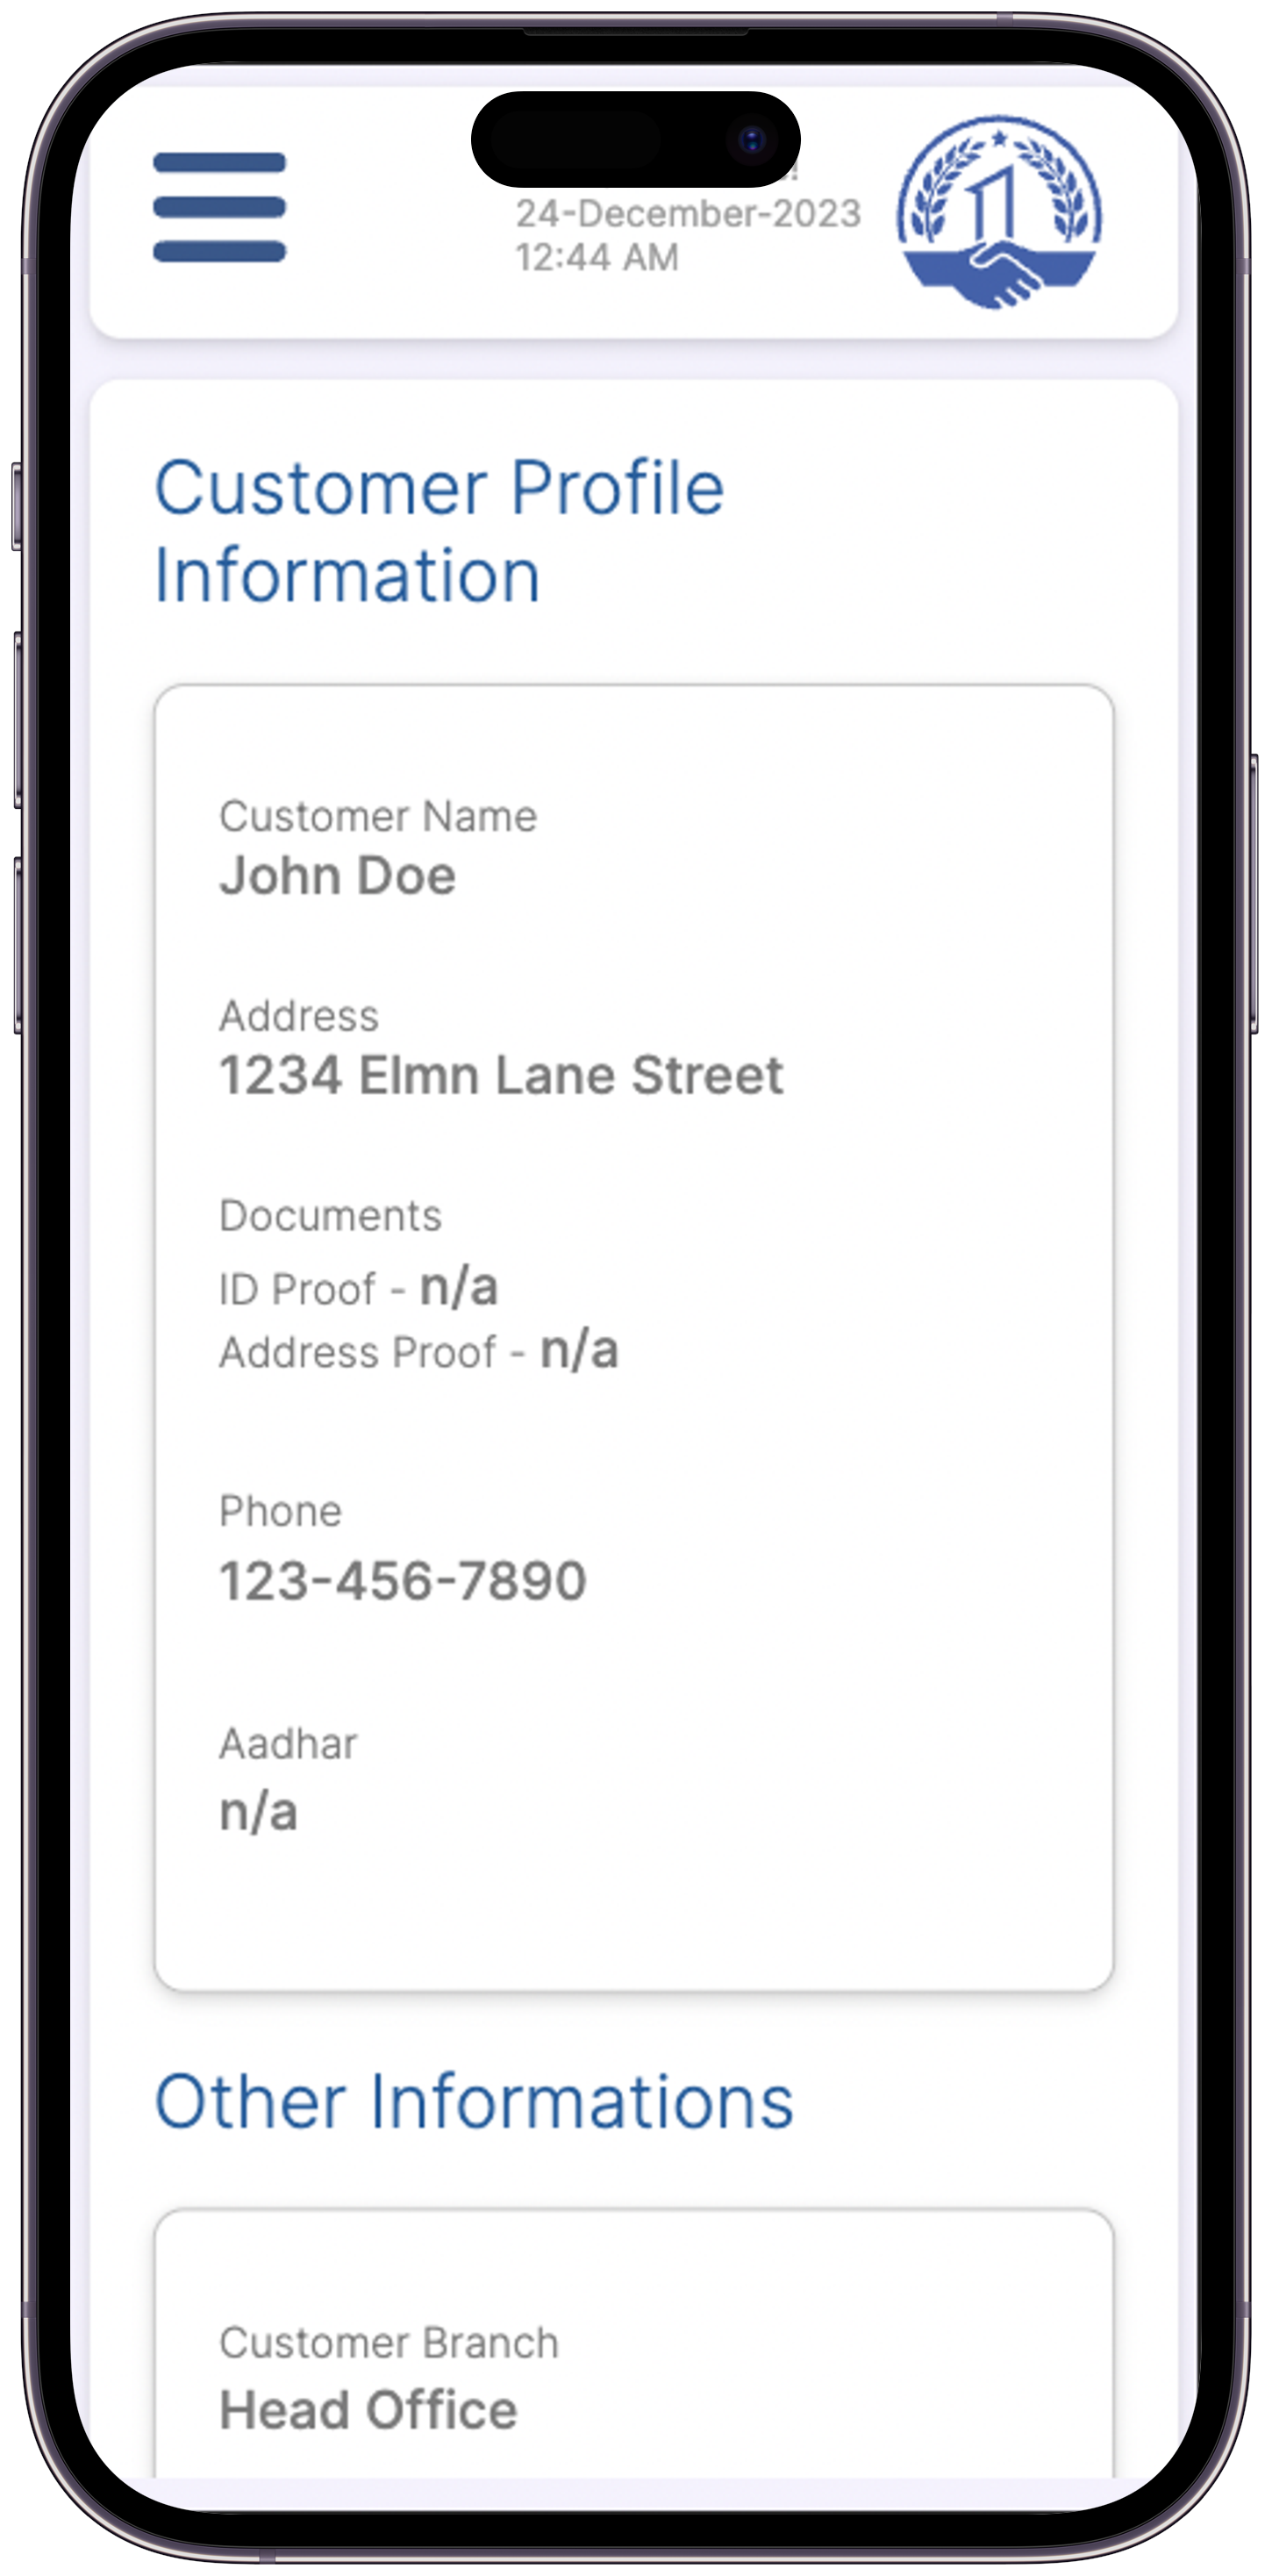 24-December-2023
12:44 AM
Customer Profile
Information
Customer Name
John Doe
Address
1234 Elmn Lane Street
Documents
ID Proof - n/a
Address Proof - n/a
Phone
123-456-7890
Aadhar
n/a
Other Informations
Customer Branch
Head Office